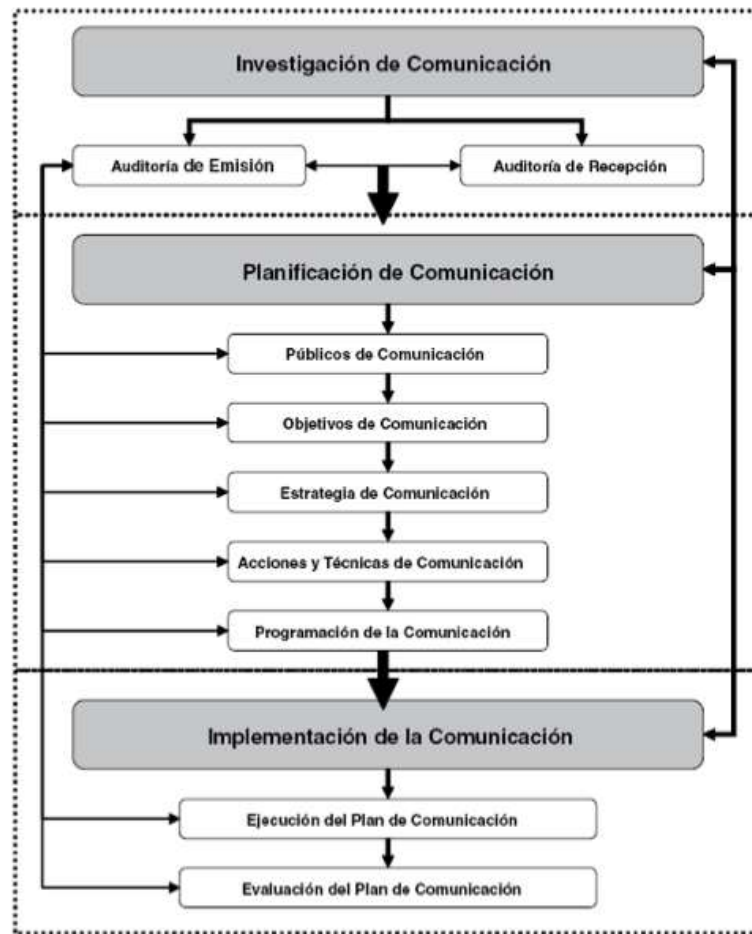 Investigación de Comunicación
Auditoría de Emisión
Auditoría de Recepción
Planificación de Comunicación
Públicos de Comunicación
Objetivos de Comunicación
Estrategia de Comunicación
Acciones y Técnicas de Comunicación
Programación de la Comunicación
Implementación de la Comunicación
Ejecución del Plan de Comunicación
Evaluación del Plan de Comunicación